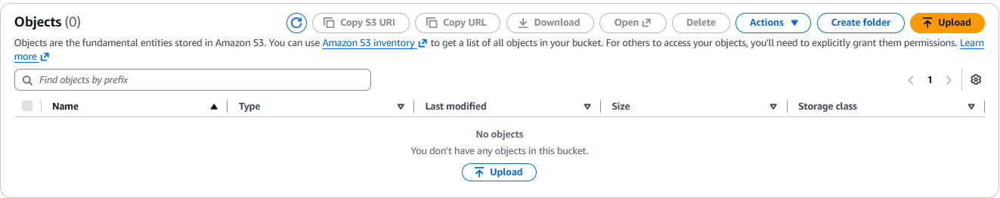 Objects (0)
Copy S3 URI
Copy URL
Download
Open
Delete
Actions
Create folder
Upload
Objects are the fundamental entities stored in Amazon S3. You can use Amazon S3 inventory to get a list of all objects in your bucket. For others to access your objects, you'll need to explicitly grant them permissions. Learn
more
Find objects by prefix
1
Name
Type
Last modified
Size
Storage class
No objects
You don't have any objects in this bucket.
Upload